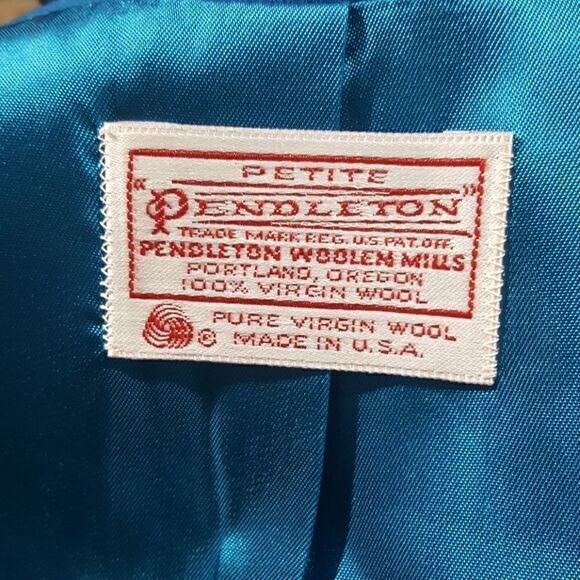 PETITE
"PENDLETON"
TRADE MARK REG. U.S. PAT. OFF.
PENDLETON WOOLEN MILLS
PORTLAND, OREGON
100% VIRGIN WOOL
® PURE VIRGIN WOOL
MADE IN U.S.A.